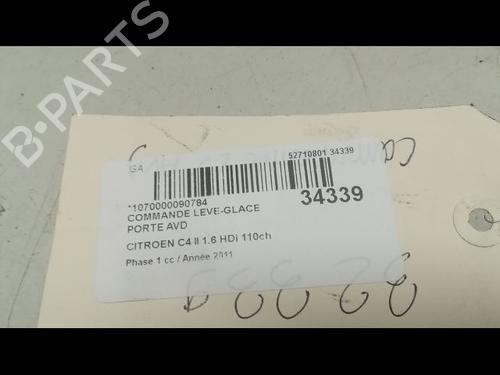 GA
52710801 34339
*1070000090784
34339
COMMANDE LEVE-GLACE
PORTE AVD
CITROEN C4 II 1.6 HDi 110ch
Phase 1 cc / Année 2011
B-PARTS